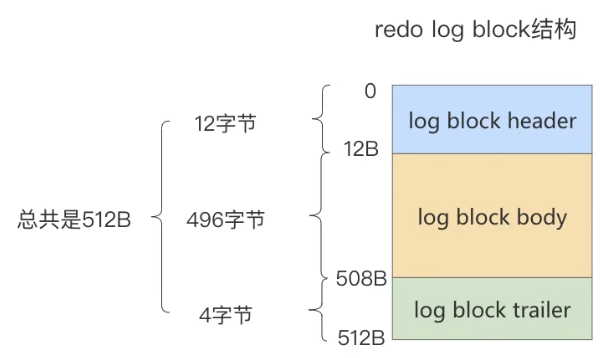 redo log block结构
0
12字节
log block header
12B
总共是512B
496字节
log block body
508B
4字节
log block trailer
512B